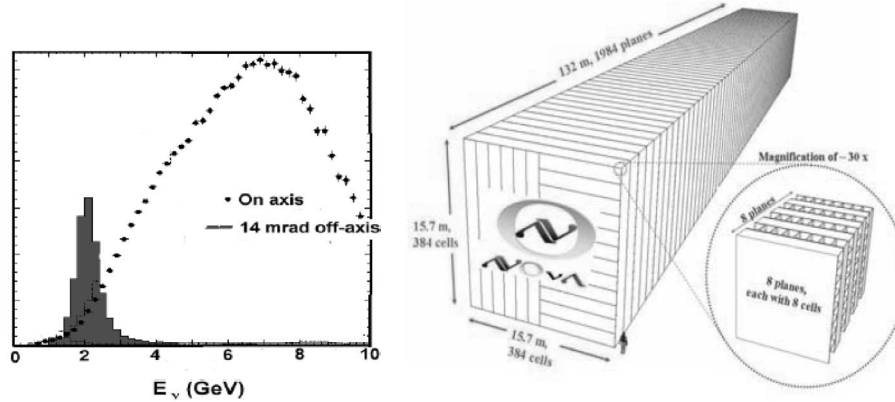 On axis
14 mrad off-axis
0
2
4
6
8
10
E ν (GeV)
132 m, 1984 planes
Magnification of ~ 30 x
15.7 m,
384 cells
NOνA
15.7 m,
384 cells
8 planes
8 planes,
each with 8 cells